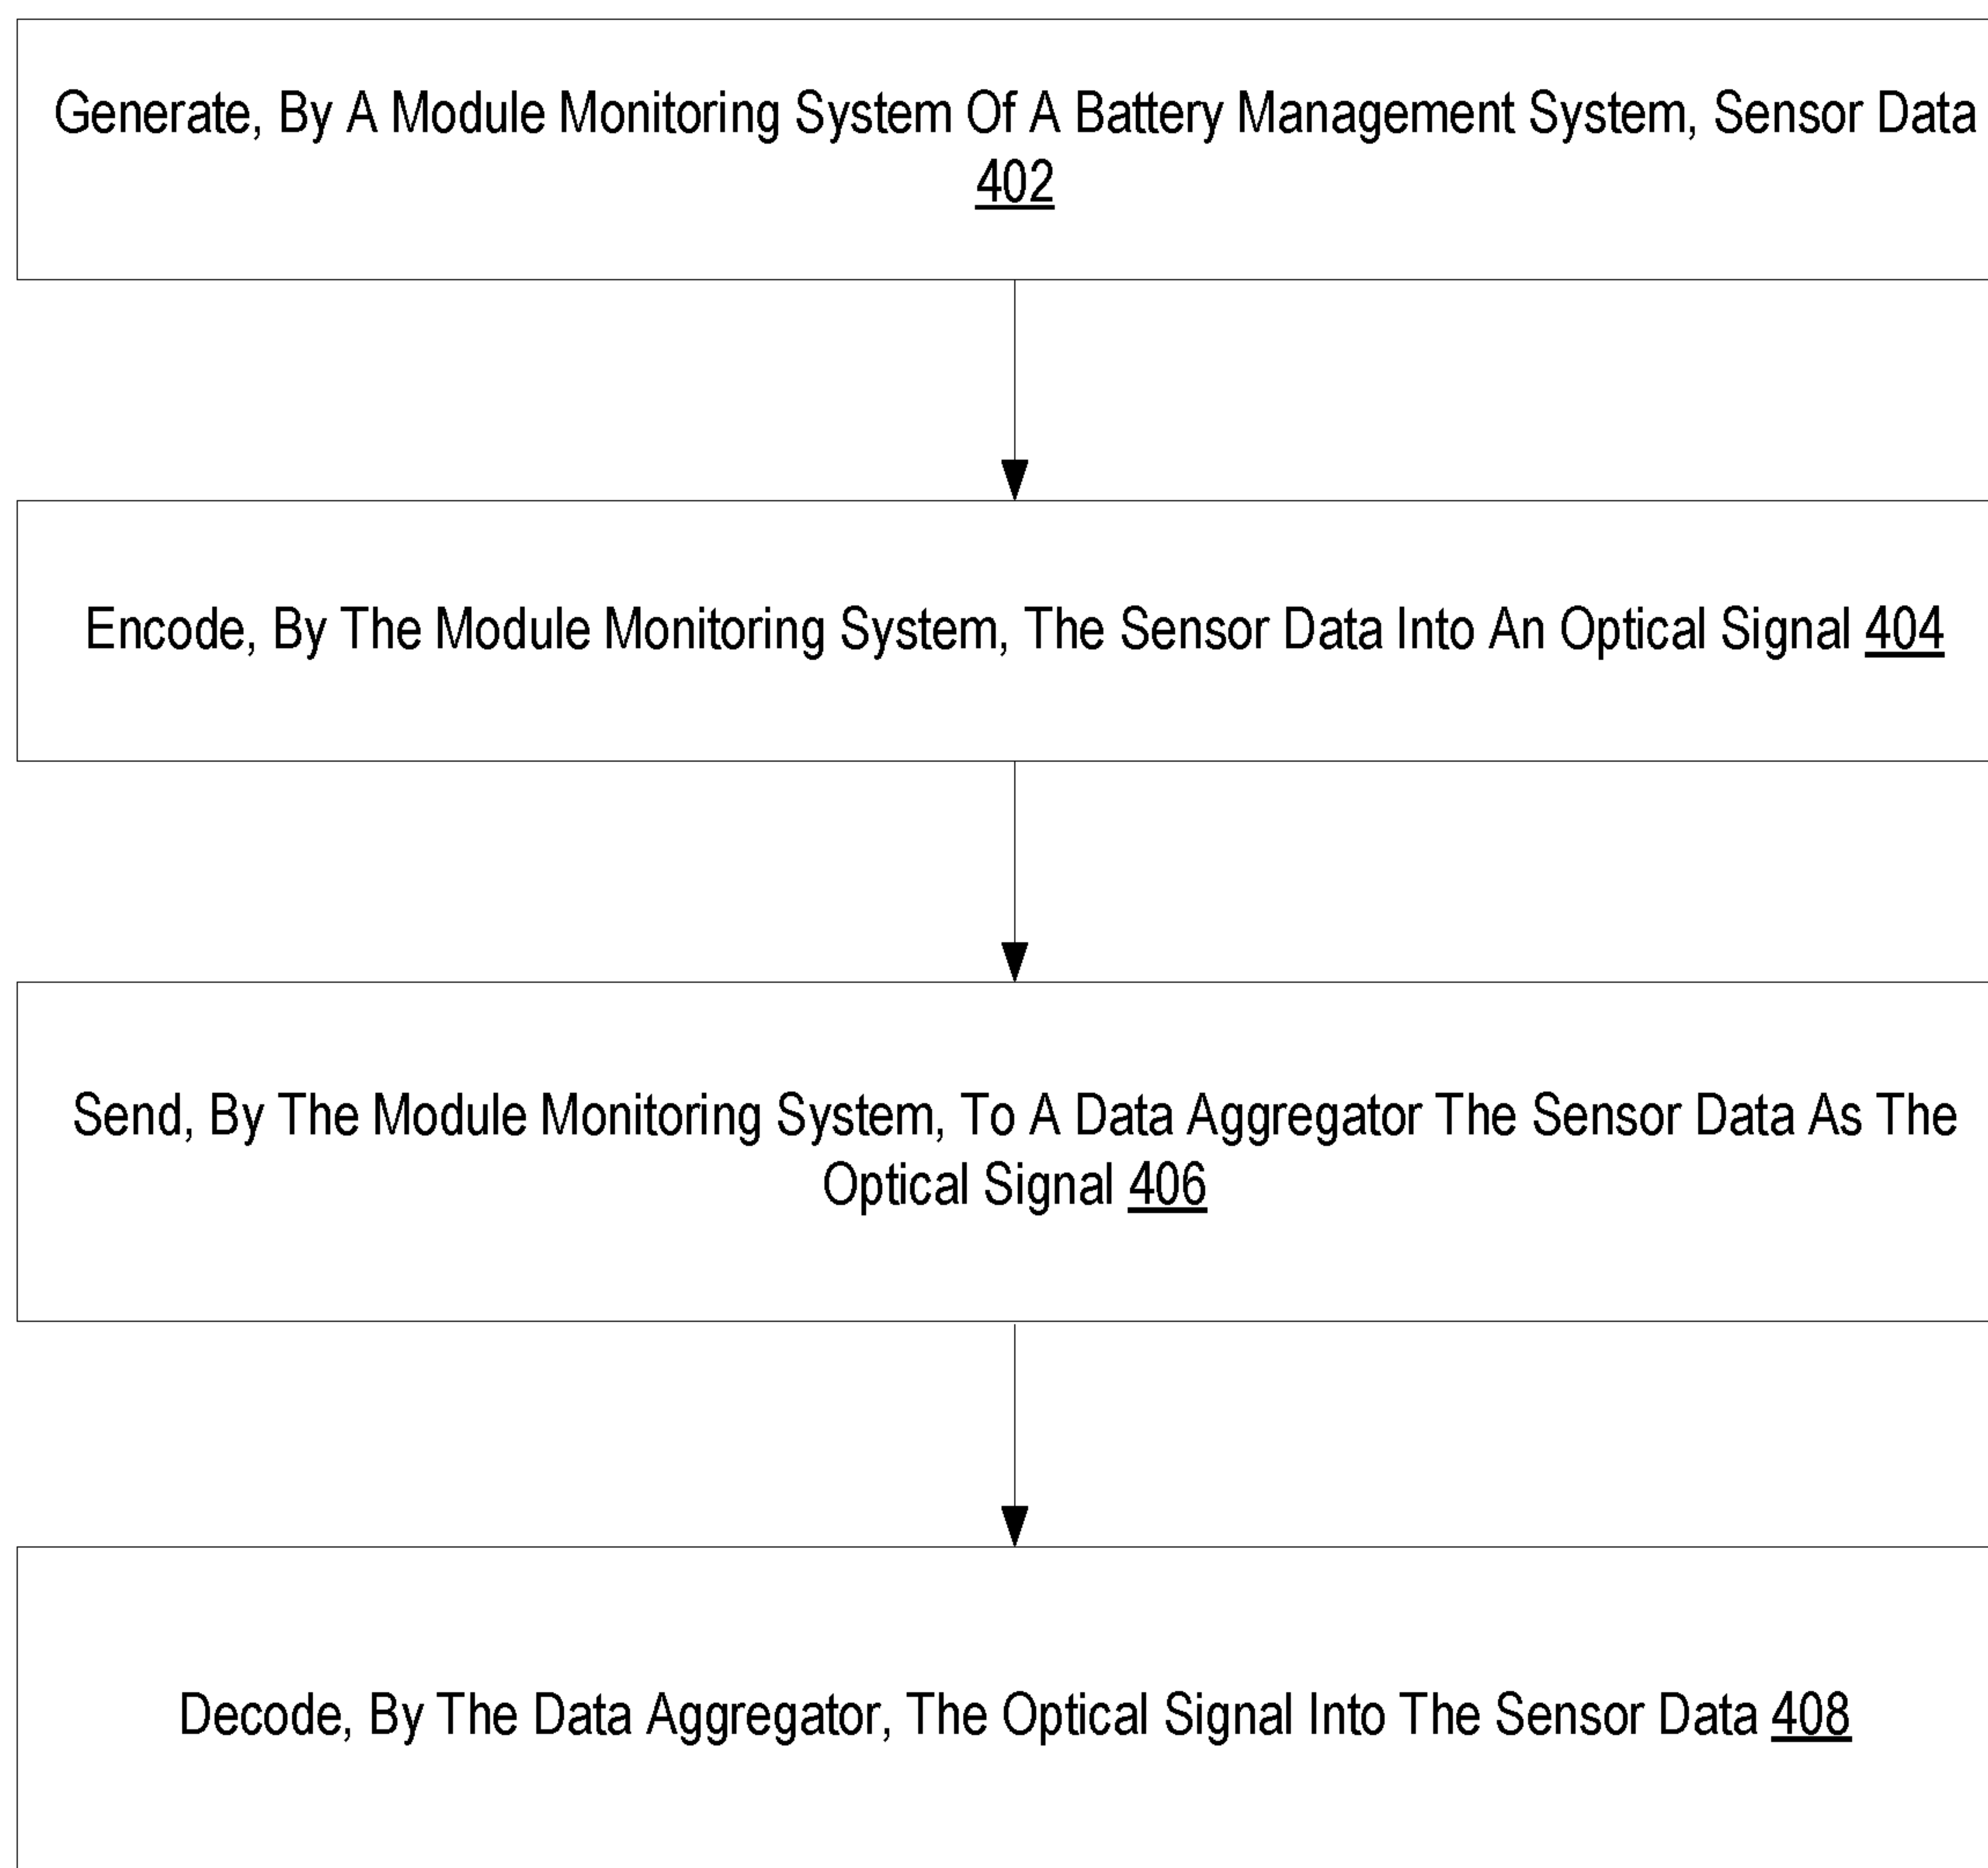 Generate, By A Module Monitoring System Of A Battery Management System, Sensor Data
402
Encode, By The Module Monitoring System, The Sensor Data Into An Optical Signal 404
Send, By The Module Monitoring System, To A Data Aggregator The Sensor Data As The
Optical Signal 406
Decode, By The Data Aggregator, The Optical Signal Into The Sensor Data 408